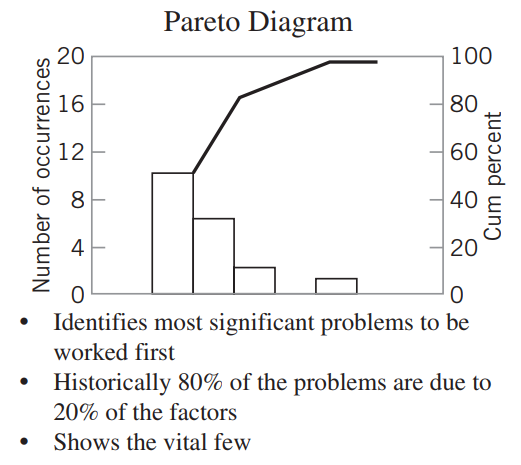 Pareto Diagram
Number of occurrences
20
16
12
8
4
0
100
80
60
40
20
0
Cum percent
• Identifies most significant problems to be
worked first
• Historically 80% of the problems are due to
20% of the factors
• Shows the vital few